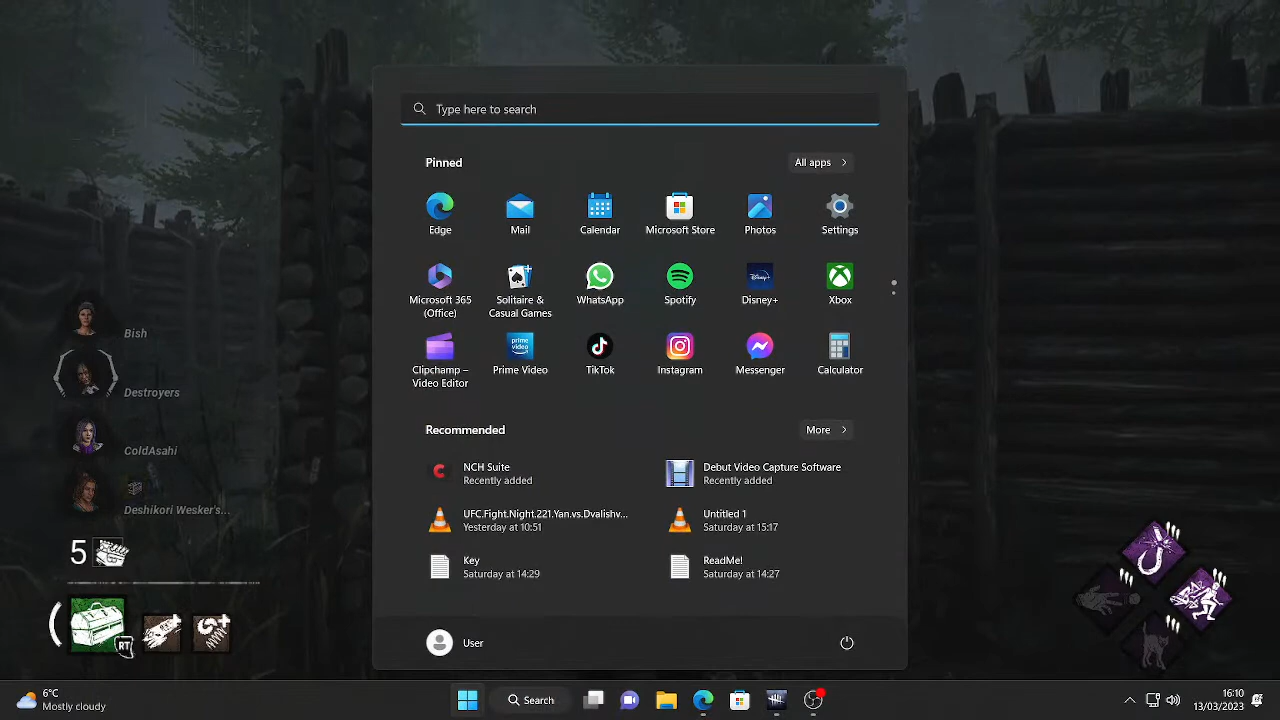 Type here to search
Pinned
All apps
Edge
Mail
Calendar
Microsoft Store
Photos
Settings
Microsoft 365
(Office)
Solitaire &
Casual Games
WhatsApp
Spotify
Disney+
Disney+
Xbox
Clipchamp –
Video Editor
prime
video
Prime Video
TikTok
Instagram
Messenger
Calculator
Recommended
More
NCH Suite
Recently added
Debut Video Capture Software
Recently added
UFC.Fight.Night.221.Yan.vs.Dvalishv...
Yesterday at 10:51
Untitled 1
Saturday at 15:17
Key
Saturday at 14:29
ReadMe!
Saturday at 14:27
User
Bish
Destroyers
ColdAsahi
Deshikori Wesker's...
5
RT
6°C
Mostly cloudy
Search
16:10
13/03/2023